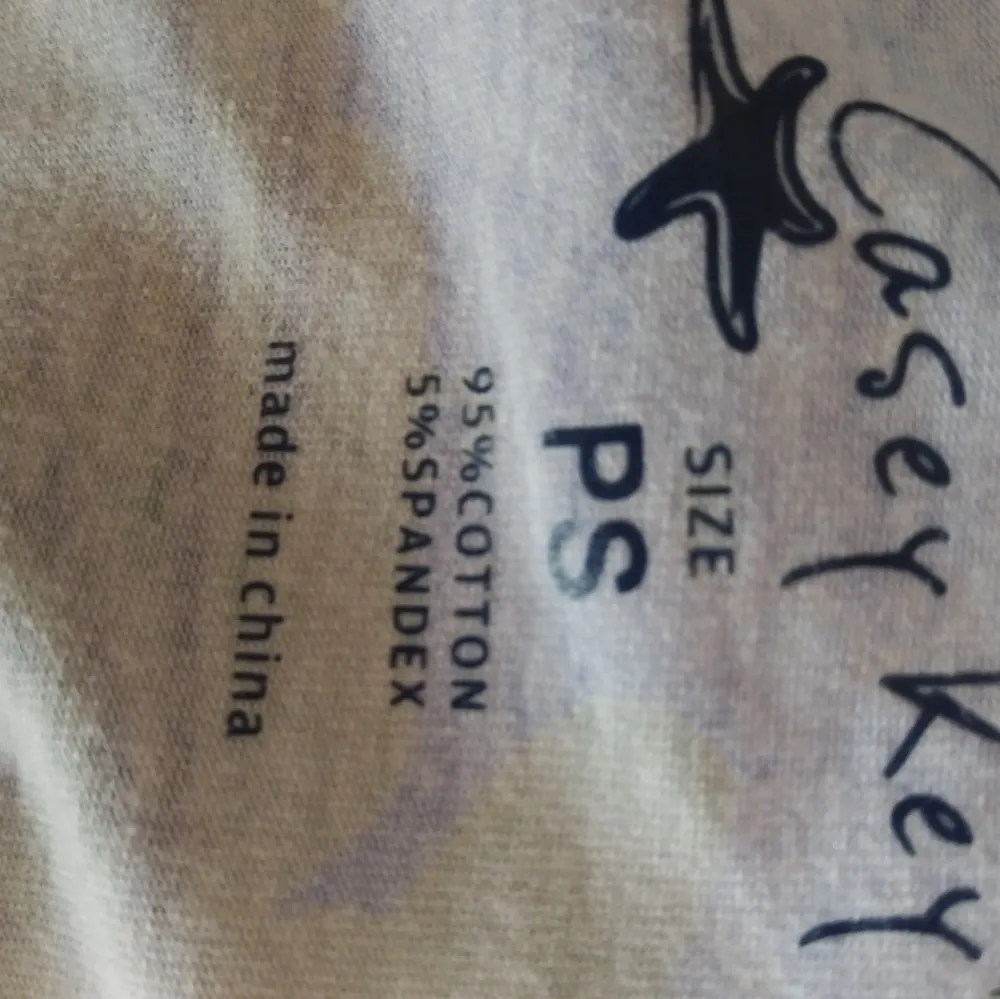 Casey Key
SIZE
PS
95%COTTON
5%SPANDEX
made in china